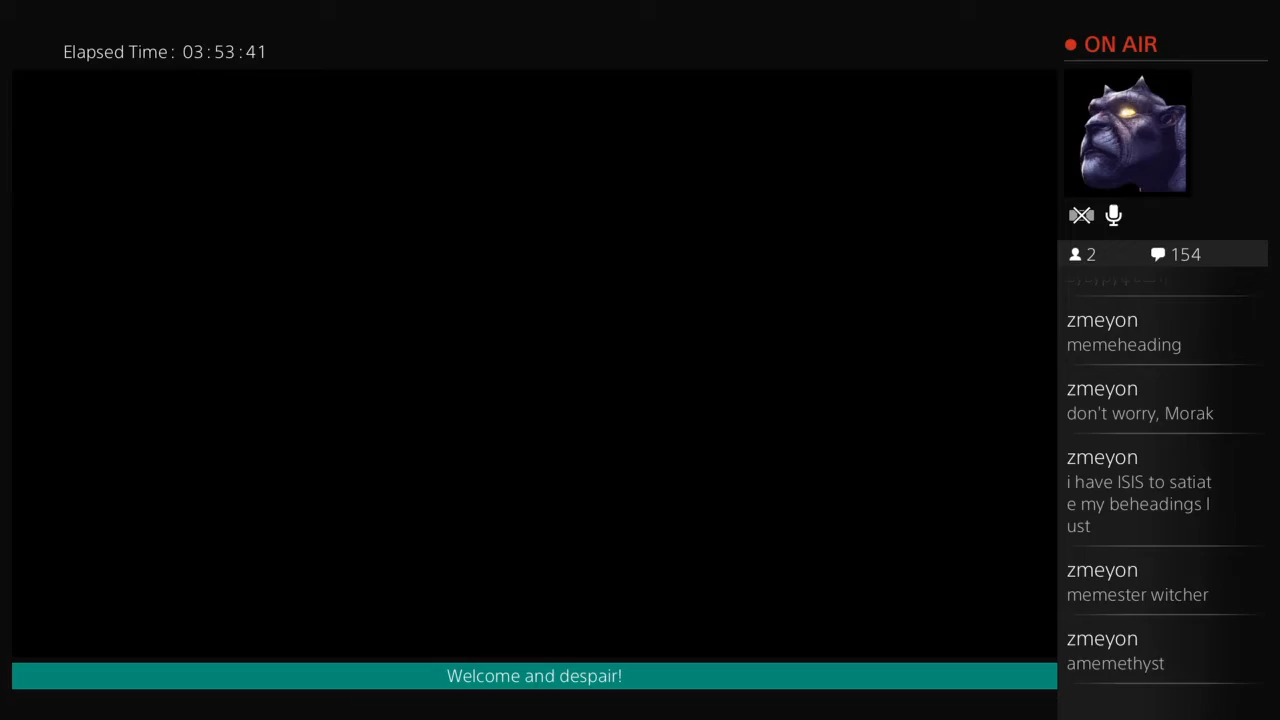 Elapsed Time: 03:53:41
ON AIR
2 154
zmeyon
memeheading
zmeyon
don't worry, Morak
zmeyon
i have ISIS to satiat
e my beheadings l
ust
zmeyon
memester witcher
zmeyon
amemethyst
Welcome and despair!